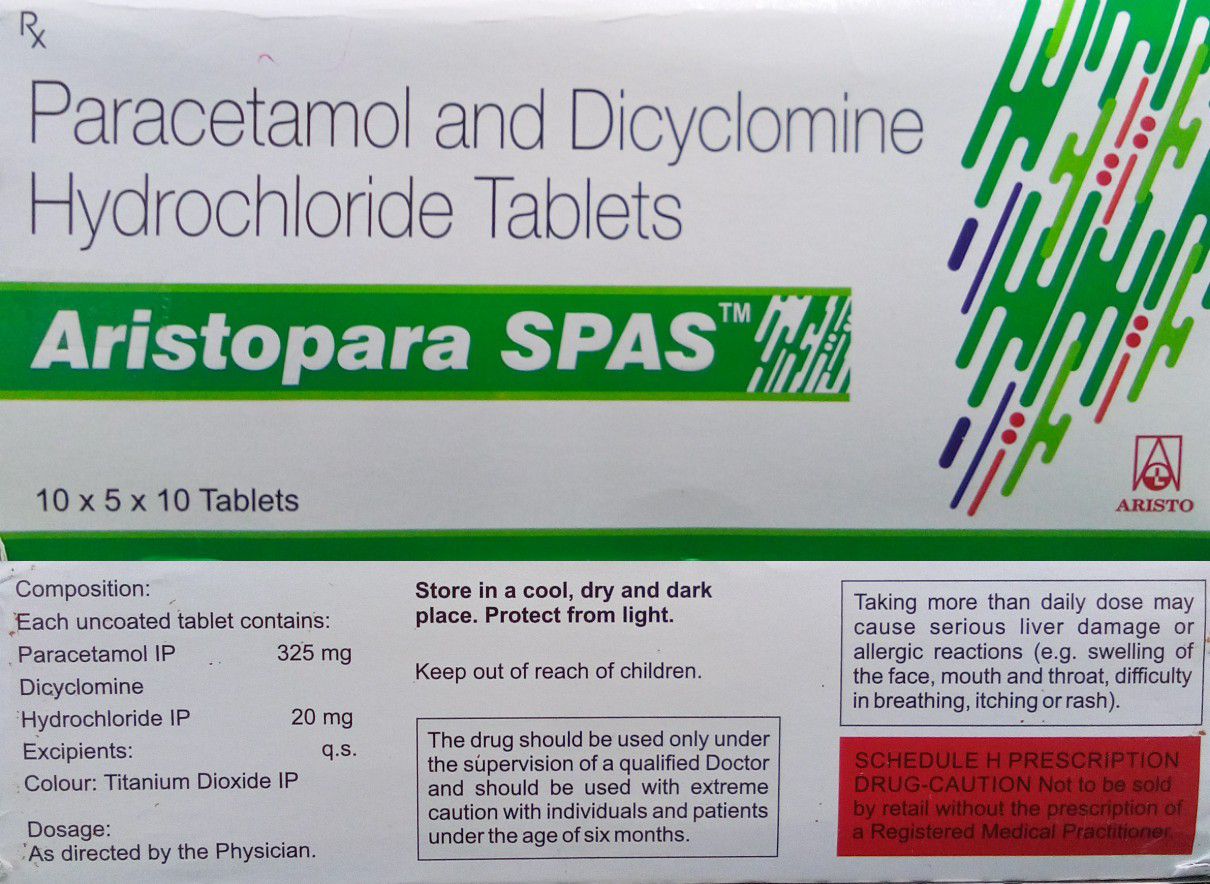 Rx
Paracetamol and Dicyclomine
Hydrochloride Tablets
Aristopara SPAS™
10 x 5 x 10 Tablets
ARISTO
Composition:
Each uncoated tablet contains:
Paracetamol IP 325 mg
Dicyclomine
Hydrochloride IP 20 mg
Excipients: q.s.
Colour: Titanium Dioxide IP
Dosage:
As directed by the Physician.
Store in a cool, dry and dark
place. Protect from light.
Keep out of reach of children.
The drug should be used only under
the supervision of a qualified Doctor
and should be used with extreme
caution with individuals and patients
under the age of six months.
Taking more than daily dose may
cause serious liver damage or
allergic reactions (e.g. swelling of
the face, mouth and throat, difficulty
in breathing, itching or rash).
SCHEDULE H PRESCRIPTION
DRUG-CAUTION Not to be sold
by retail without the prescription of
a Registered Medical Practitioner.